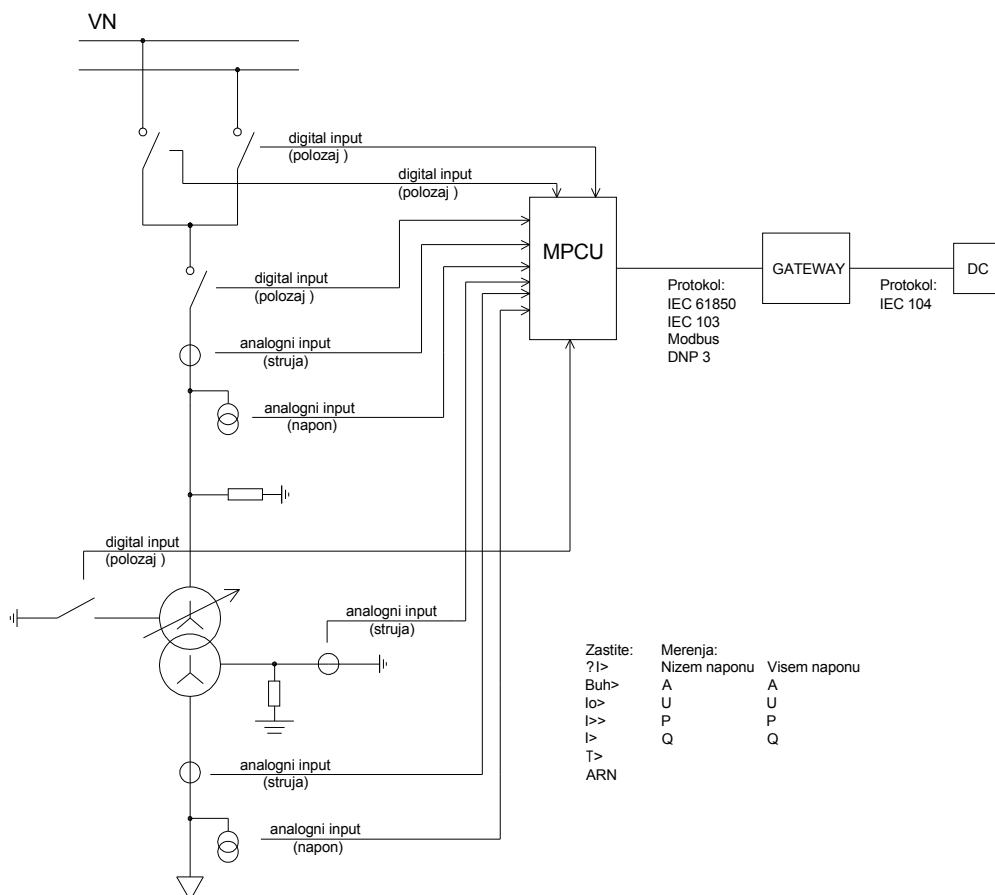 VN
digital input
(polozaj )
digital input
(polozaj )
MPCU
GATEWAY
DC
digital input
(polozaj )
Protokol:
IEC 61850
IEC 103
Modbus
DNP 3
Protokol:
IEC 104
analogni input
(struja)
analogni input
(napon)
digital input
(polozaj )
analogni input
(struja)
Zastite: Merenja:
?I> Nizem naponu Visem naponu
Buh> A A
Io> U U
I>> P P
I> Q Q
T>
ARN
analogni input
(struja)
analogni input
(napon)